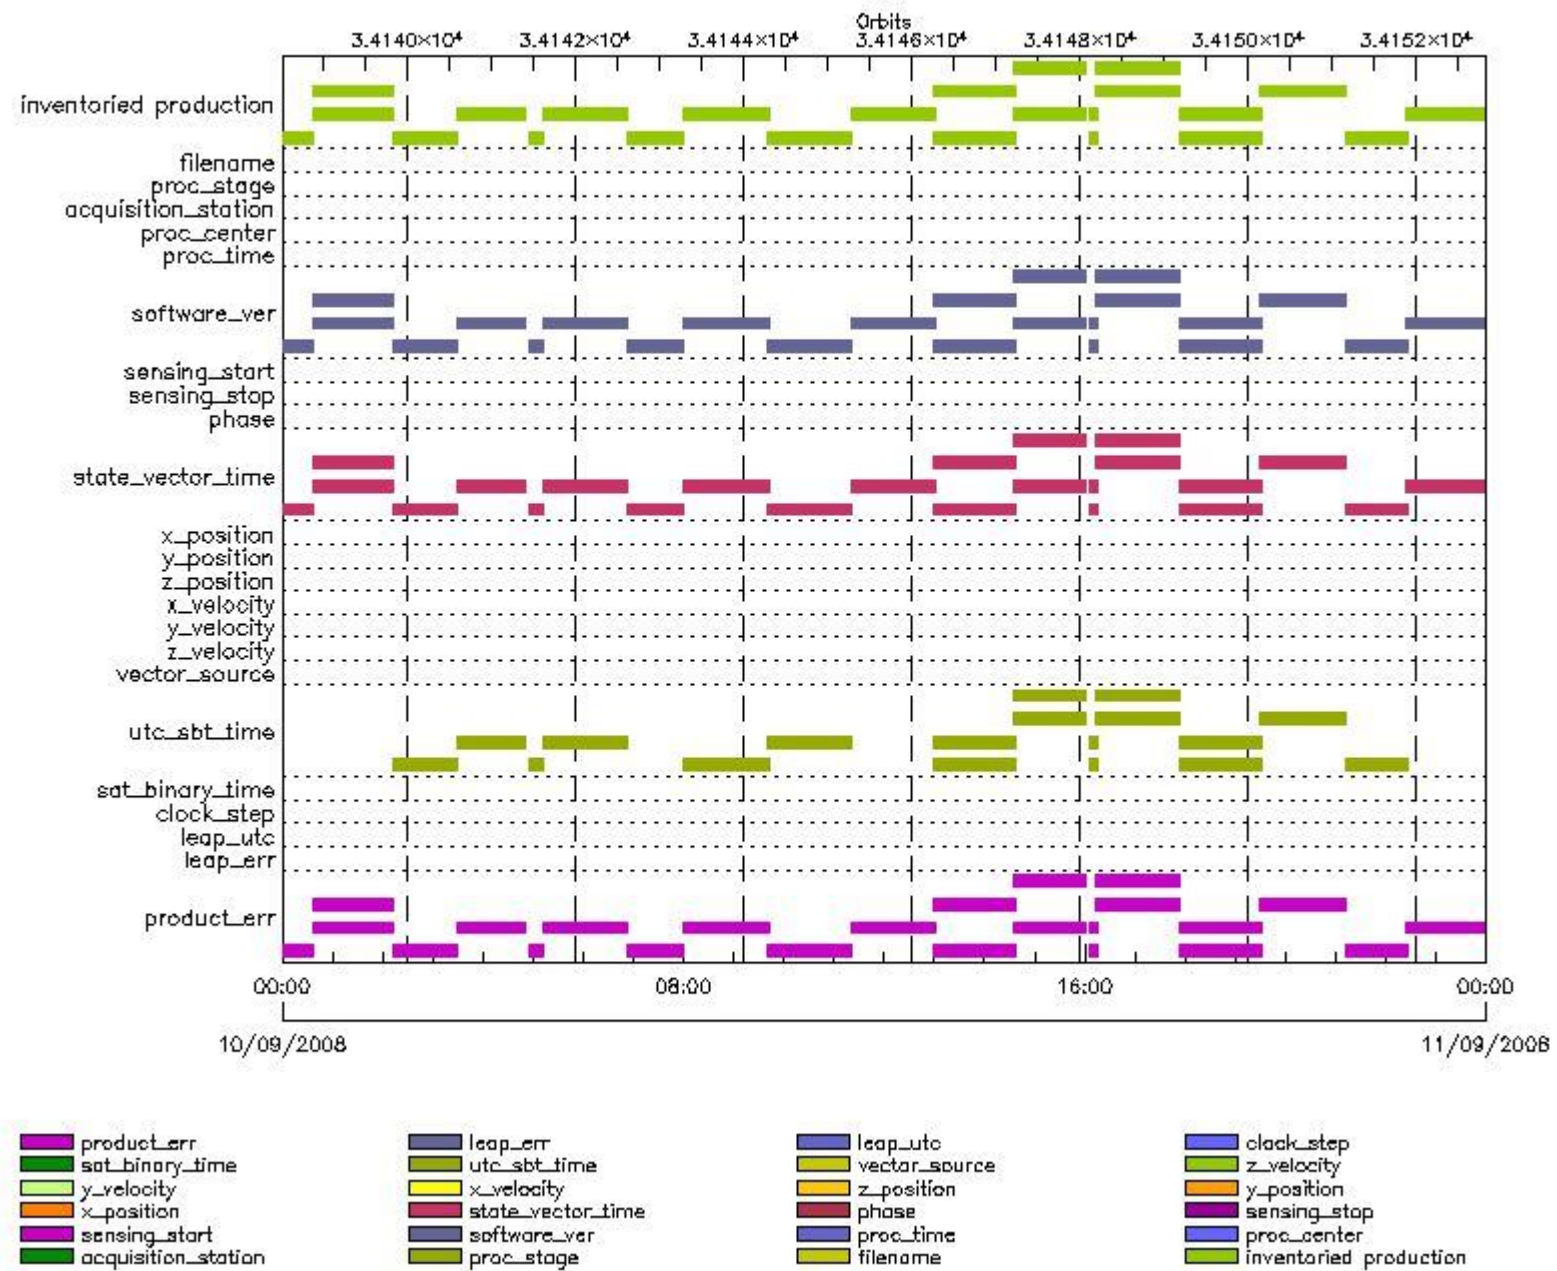 Orbits
3.4140×10⁴ 3.4142×10⁴ 3.4144×10⁴ 3.4146×10⁴ 3.4148×10⁴ 3.4150×10⁴ 3.4152×10⁴
inventoried production
filename
proc_stage
acquisition_station
proc_center
proc_time
software_ver
sensing_start
sensing_stop
phase
state_vector_time
x_position
y_position
z_position
x_velocity
y_velocity
z_velocity
vector_source
utc_sbt_time
sat_binary_time
clock_step
leap_utc
leap_err
product_err
00:00 08:00 16:00 00:00
10/09/2008 11/09/2008
product_err leap_err leap_utc clock_step
sat_binary_time utc_sbt_time vector_source z_velocity
y_velocity x_velocity z_position y_position
x_position state_vector_time phase sensing_stop
sensing_start software_ver proc_time proc_center
acquisition_station proc_stage filename inventoried production